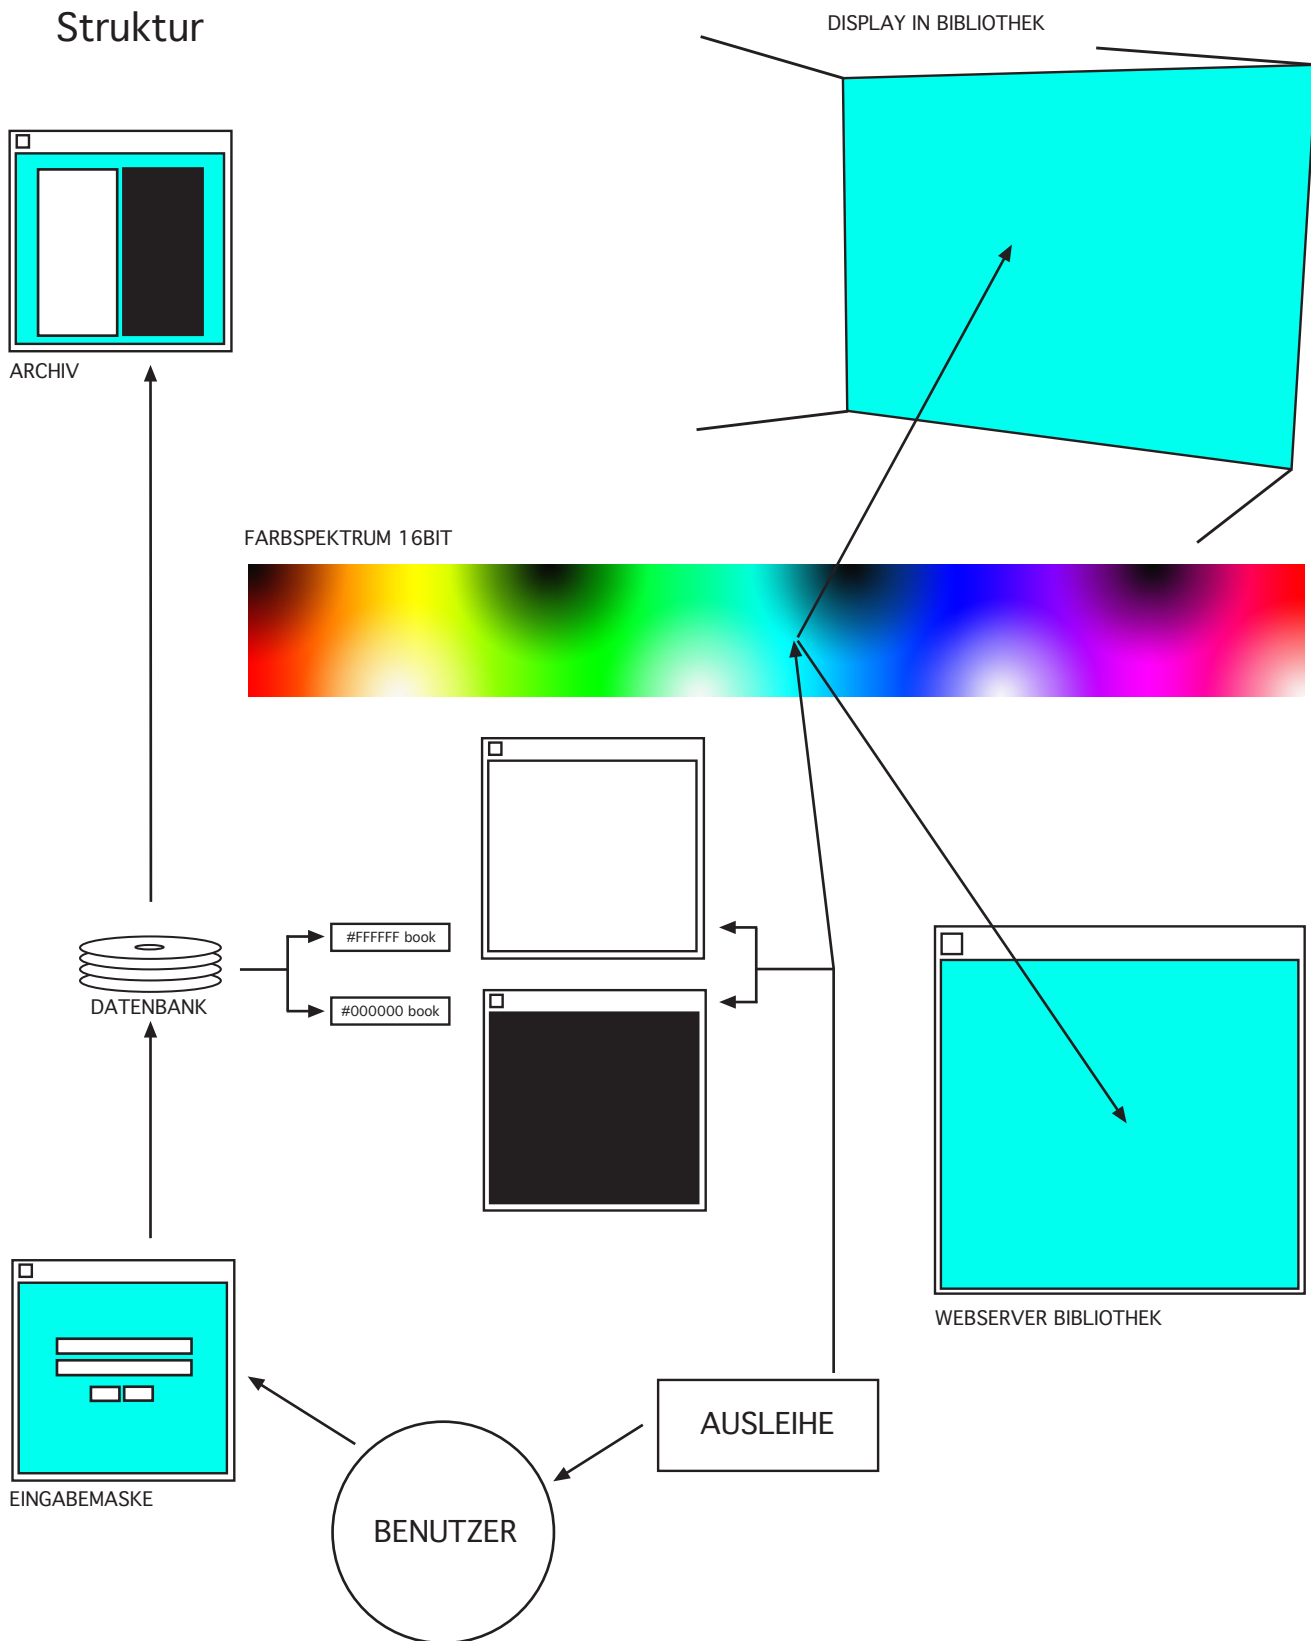 Struktur
DISPLAY IN BIBLIOTHEK
ARCHIV
FARBSPEKTRUM 16BIT
#FFFFFF book
#000000 book
DATENBANK
WEBSERVER BIBLIOTHEK
AUSLEIHE
EINGABEMASKE
BENUTZER